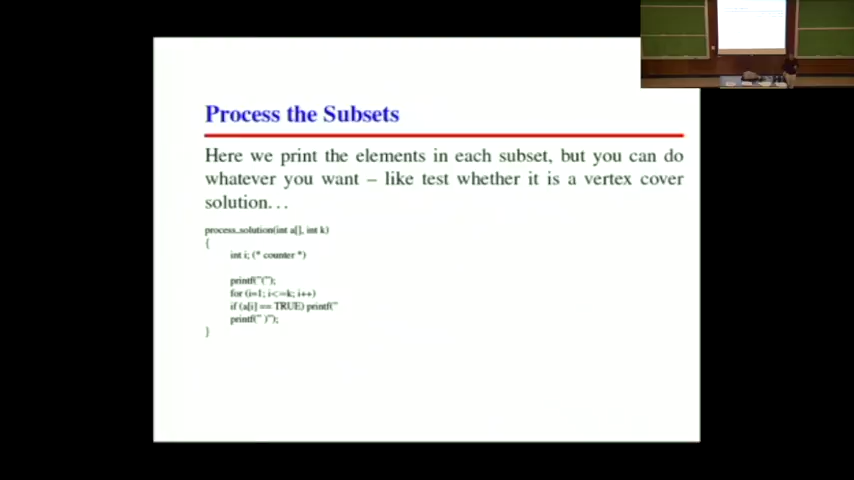 Process the Subsets
Here we print the elements in each subset, but you can do
whatever you want – like test whether it is a vertex cover
solution...
process_solution(int a[], int k)
{
int i; (* counter *)
printf("(");
for (i=1; i<=k; i++)
if (a[i] == TRUE) printf("
printf(" )");
}